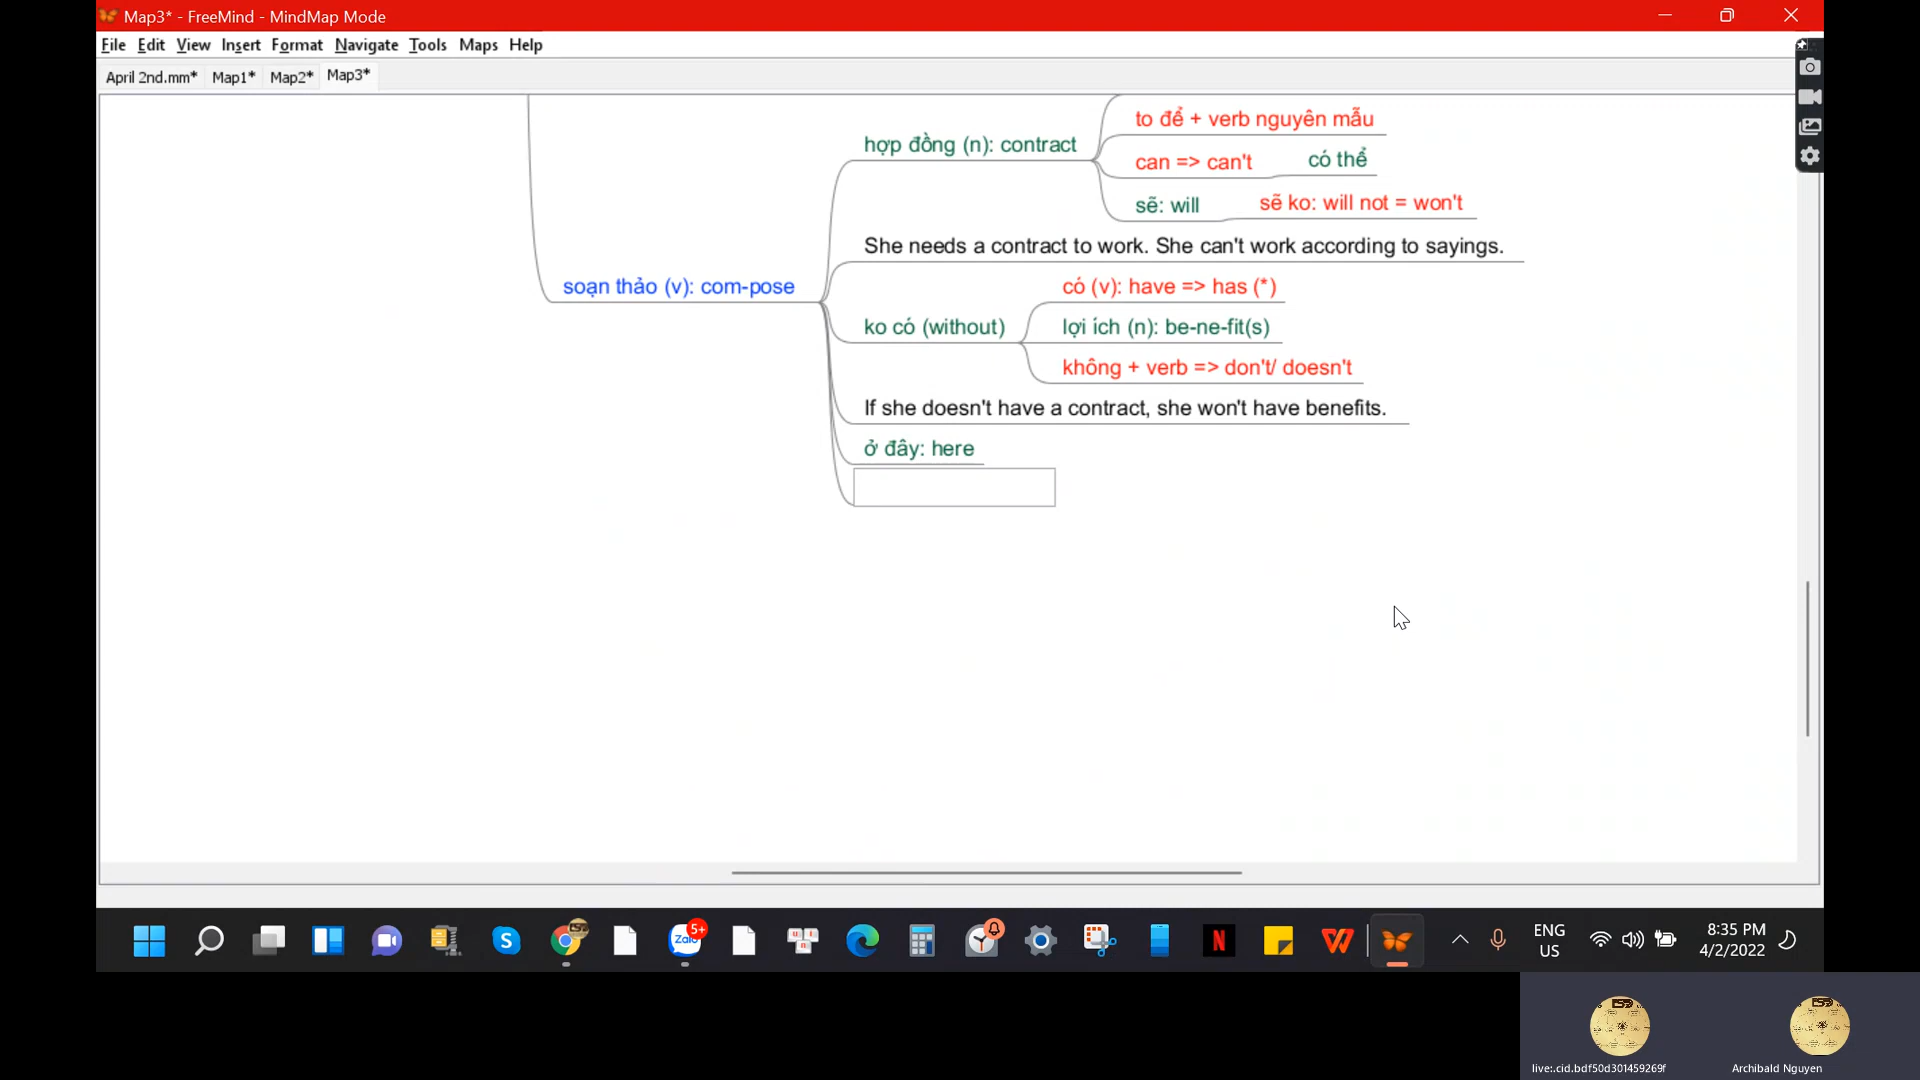 Map3* - FreeMind - MindMap Mode
File Edit View Insert Format Navigate Tools Maps Help
April 2nd.mm* Map1* Map2* Map3*
to để + verb nguyên mẫu
hợp đồng (n): contract
can => can't có thể
sẽ: will sẽ ko: will not = won't
She needs a contract to work. She can't work according to sayings.
soạn thảo (v): com-pose
có (v): have => has (*)
ko có (without)
lợi ích (n): be-ne-fit(s)
không + verb => don't/ doesn't
If she doesn't have a contract, she won't have benefits.
ở đây: here
5+
Zalo
ENG
US
8:35 PM
4/2/2022
live:.cid.bdf50d301459269f
Archibald Nguyen